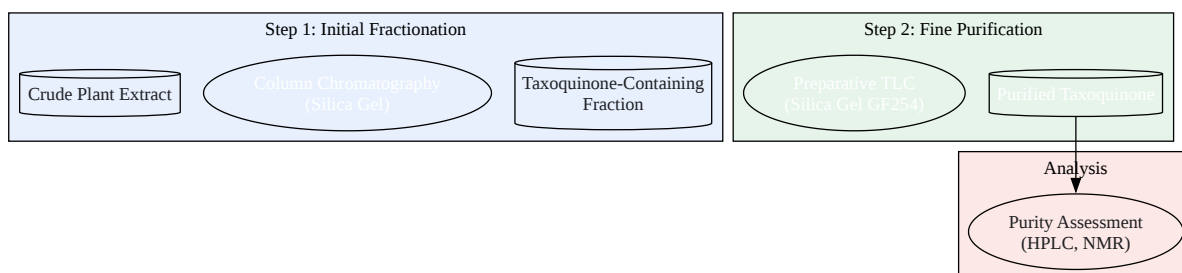 Step 1: Initial Fractionation
Crude Plant Extract
Column Chromatography
(Silica Gel)
Taxoquinone-Containing
Fraction
Step 2: Fine Purification
Preparative TLC
(Silica Gel GF254)
Purified Taxoquinone
Analysis
Purity Assessment
(HPLC, NMR)